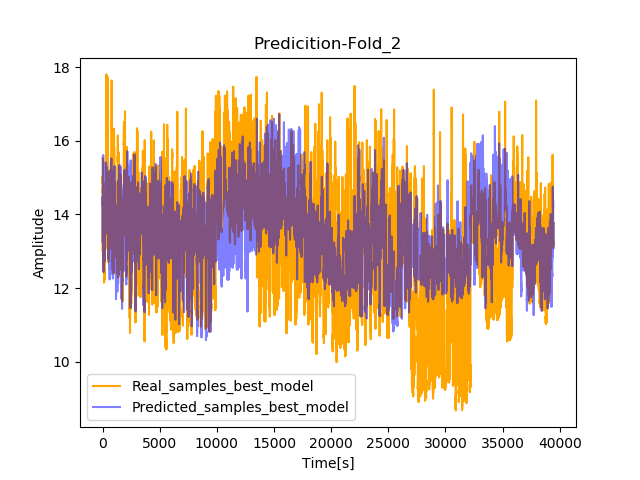 Predicition-Fold_2
18
16
14
12
10
Amplitude
Real_samples_best_model
Predicted_samples_best_model
0 5000 10000 15000 20000 25000 30000 35000 40000
Time[s]